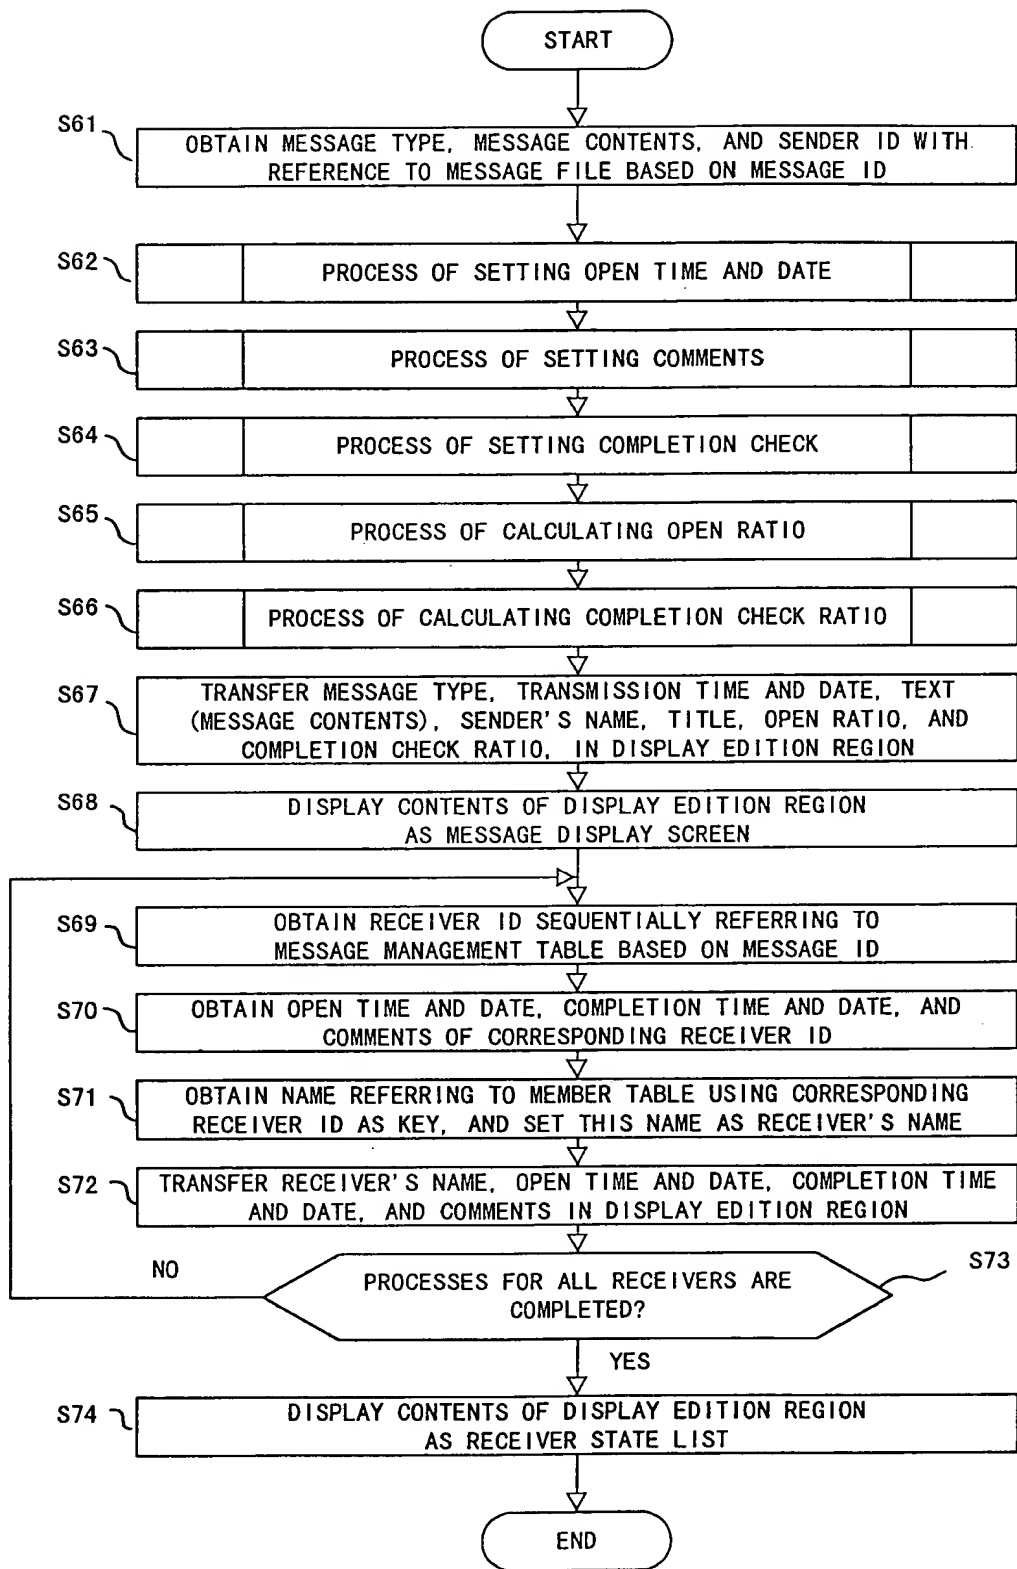 START
S61
OBTAIN MESSAGE TYPE, MESSAGE CONTENTS, AND SENDER ID WITH
REFERENCE TO MESSAGE FILE BASED ON MESSAGE ID
S62
PROCESS OF SETTING OPEN TIME AND DATE
S63
PROCESS OF SETTING COMMENTS
S64
PROCESS OF SETTING COMPLETION CHECK
S65
PROCESS OF CALCULATING OPEN RATIO
S66
PROCESS OF CALCULATING COMPLETION CHECK RATIO
S67
TRANSFER MESSAGE TYPE, TRANSMISSION TIME AND DATE, TEXT
(MESSAGE CONTENTS), SENDER'S NAME, TITLE, OPEN RATIO, AND
COMPLETION CHECK RATIO, IN DISPLAY EDITION REGION
S68
DISPLAY CONTENTS OF DISPLAY EDITION REGION
AS MESSAGE DISPLAY SCREEN
S69
OBTAIN RECEIVER ID SEQUENTIALLY REFERRING TO
MESSAGE MANAGEMENT TABLE BASED ON MESSAGE ID
S70
OBTAIN OPEN TIME AND DATE, COMPLETION TIME AND DATE, AND
COMMENTS OF CORRESPONDING RECEIVER ID
S71
OBTAIN NAME REFERRING TO MEMBER TABLE USING CORRESPONDING
RECEIVER ID AS KEY, AND SET THIS NAME AS RECEIVER'S NAME
S72
TRANSFER RECEIVER'S NAME, OPEN TIME AND DATE, COMPLETION TIME
AND DATE, AND COMMENTS IN DISPLAY EDITION REGION
NO
S73
PROCESSES FOR ALL RECEIVERS ARE
COMPLETED?
YES
S74
DISPLAY CONTENTS OF DISPLAY EDITION REGION
AS RECEIVER STATE LIST
END